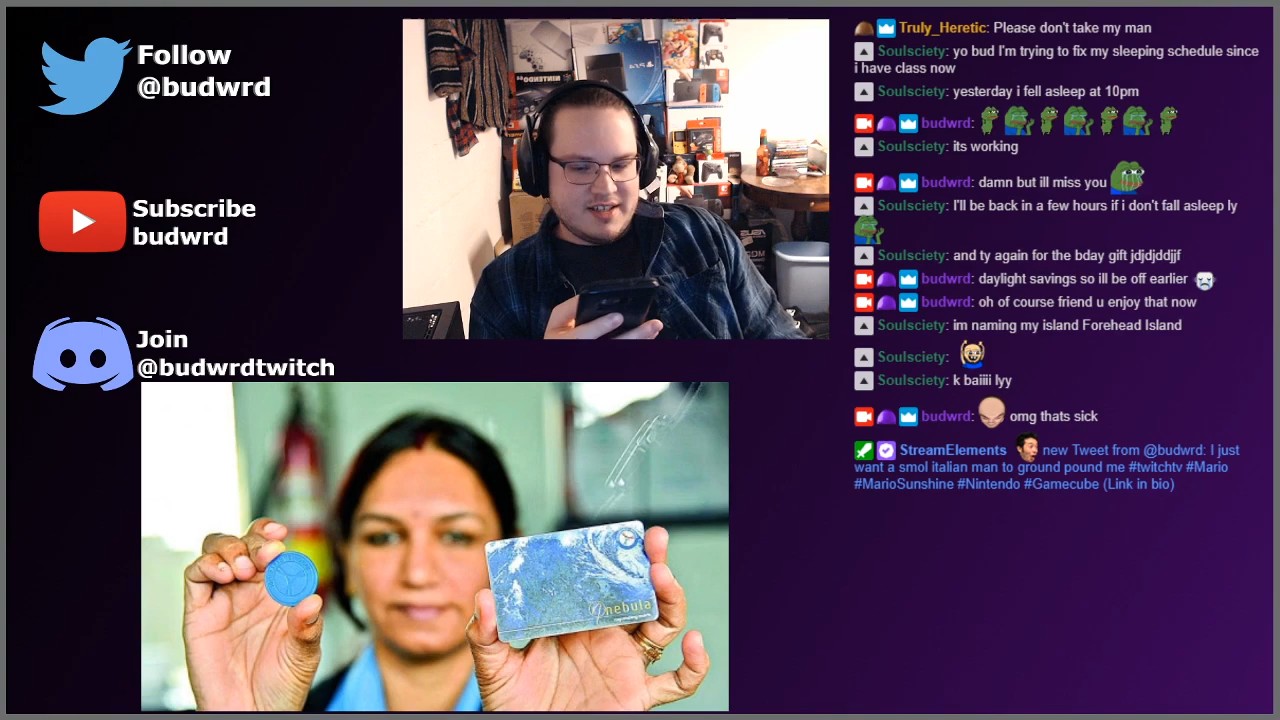 Follow
@budwrd
Subscribe
budwrd
Join
@budwrdtwitch
Truly_Heretic: Please don't take my man
Soulsciety: yo bud I'm trying to fix my sleeping schedule since
i have class now
Soulsciety: yesterday i fell asleep at 10pm
budwrd:
Soulsciety: its working
budwrd: damn but ill miss you
Soulsciety: I'll be back in a few hours if i don't fall asleep ly
Soulsciety: and ty again for the bday gift jdjdjddjjf
budwrd: daylight savings so ill be off earlier
budwrd: oh of course friend u enjoy that now
Soulsciety: im naming my island Forehead Island
Soulsciety:
Soulsciety: k baiiii lyy
budwrd: omg thats sick
StreamElements new Tweet from @budwrd: I just
want a smol italian man to ground pound me #twitchtv #Mario
#MarioSunshine #Nintendo #Gamecube (Link in bio)
nebula